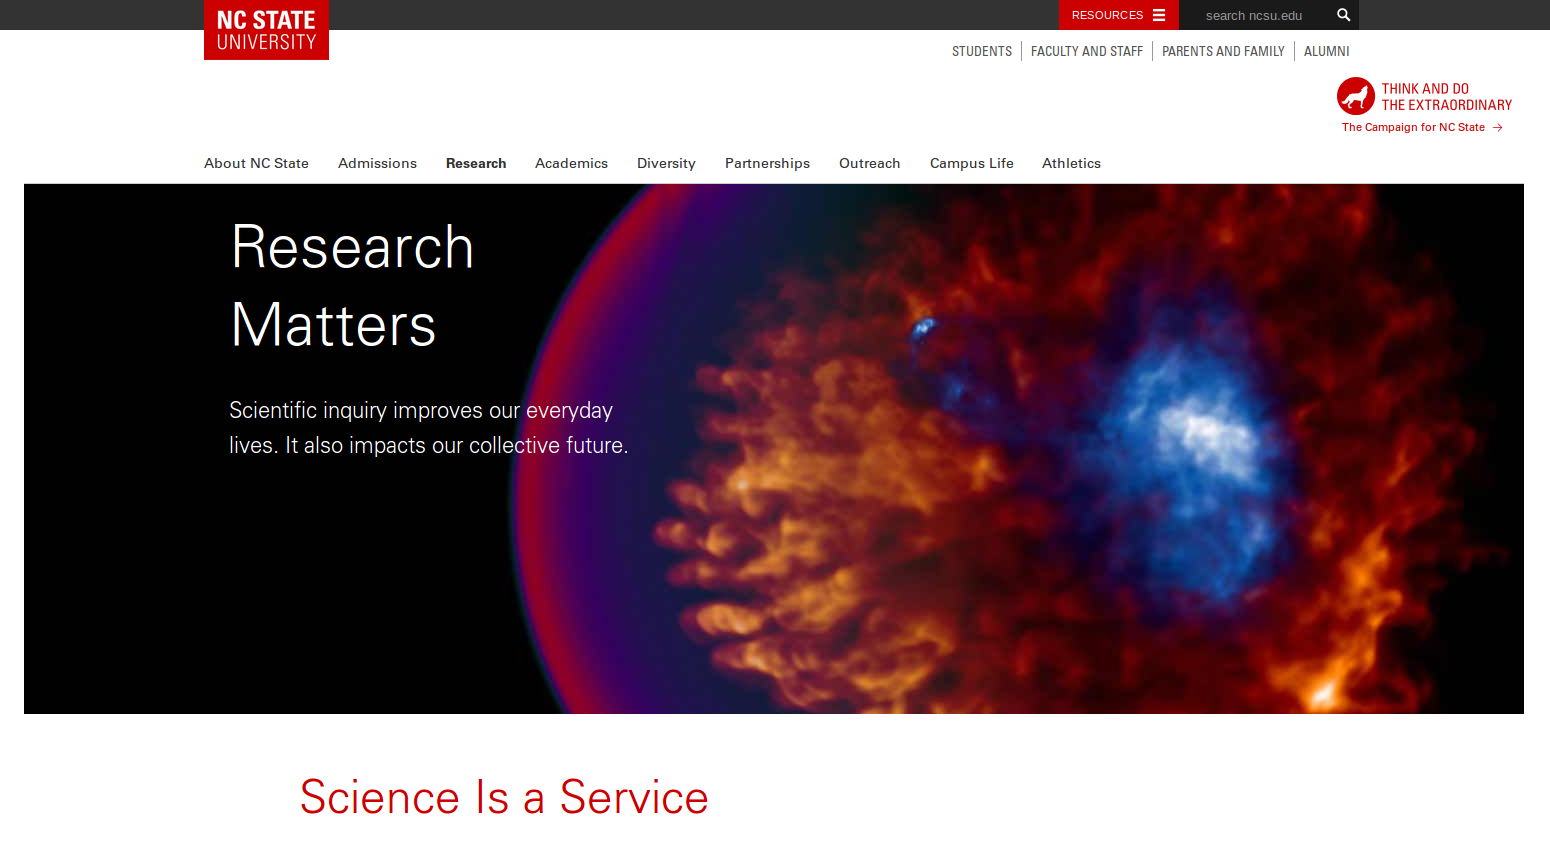 NC STATE
UNIVERSITY
RESOURCES
search ncsu.edu
STUDENTS
FACULTY AND STAFF
PARENTS AND FAMILY
ALUMNI
THINK AND DO
THE EXTRAORDINARY
The Campaign for NC State
About NC State
Admissions
Research
Academics
Diversity
Partnerships
Outreach
Campus Life
Athletics
Research
Matters
Scientific inquiry improves our everyday
lives. It also impacts our collective future.
Science Is a Service